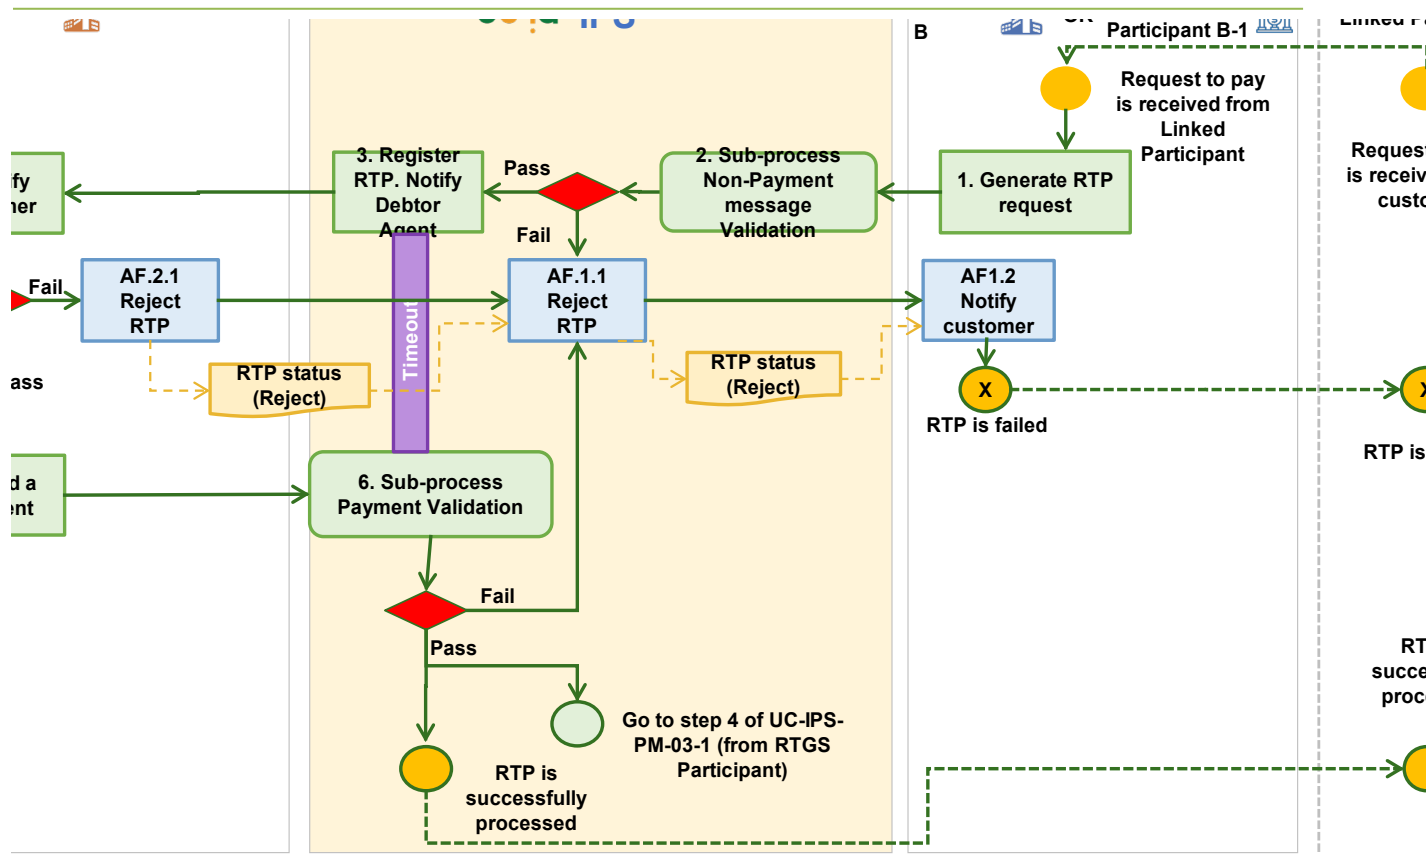 B
Participant B-1
Request to pay
is received from
Linked
Participant
Request
is receiv
custo
3. Register
RTP. Notify
Debtor
Agent
Pass
2. Sub-process
Non-Payment
message
Validation
1. Generate RTP
request
Fail
Fail
AF.2.1
Reject
RTP
Timeout
AF.1.1
Reject
RTP
AF1.2
Notify
customer
ass
RTP status
(Reject)
RTP status
(Reject)
X
RTP is failed
RTP is
d a
6. Sub-process
Payment Validation
Fail
Pass
Go to step 4 of UC-IPS-
PM-03-1 (from RTGS
Participant)
RTP is
successfully
processed
RT
succe
proc